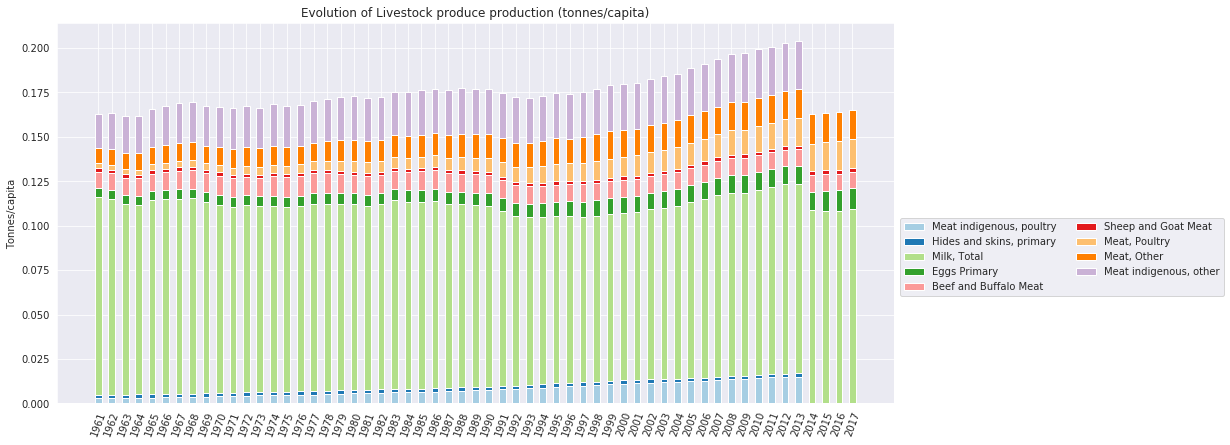 Evolution of Livestock produce production (tonnes/capita)
Tonnes/capita
0.200
0.175
0.150
0.125
0.100
0.075
0.050
0.025
0.000
1961 1962 1963 1964 1965 1966 1967 1968 1969 1970 1971 1972 1973 1974 1975 1976 1977 1978 1979 1980 1981 1982 1983 1984 1985 1986 1987 1988 1989 1990 1991 1992 1993 1994 1995 1996 1997 1998 1999 2000 2001 2002 2003 2004 2005 2006 2007 2008 2009 2010 2011 2012 2013 2014 2015 2016 2017
Meat indigenous, poultry
Hides and skins, primary
Milk, Total
Eggs Primary
Beef and Buffalo Meat
Sheep and Goat Meat
Meat, Poultry
Meat, Other
Meat indigenous, other